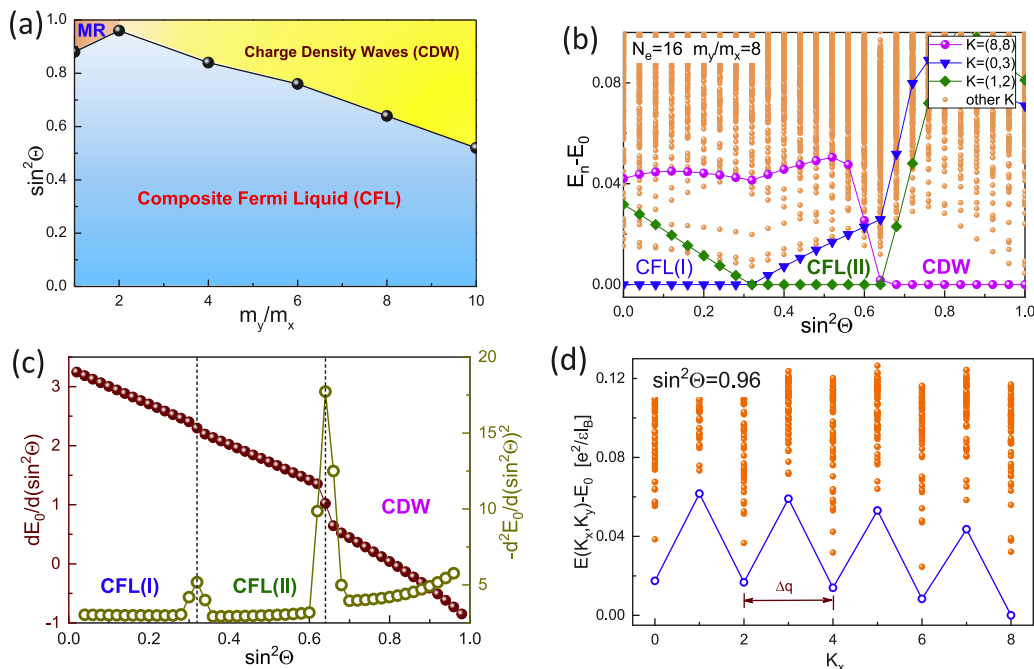 (a)
MR
Charge Density Waves (CDW)
Composite Fermi Liquid (CFL)
sin²Θ
1.0
0.8
0.6
0.4
0.2
0.0
2 4 6 8 10
m_y/m_x
(b)
N_e=16 m_y/m_x=8
K=(8,8)
K=(0,3)
K=(1,2)
other K
E_n-E_0
0.08
0.04
0.00
CFL(I) CFL(II) CDW
0.0 0.2 0.4 0.6 0.8 1.0
sin²Θ
(c)
dE_0/d(sin²Θ)
3
2
1
0
-1
CDW
CFL(I) CFL(II)
20
15
10
5
-d²E_0/d(sin²Θ)²
0.0 0.2 0.4 0.6 0.8 1.0
sin²Θ
(d)
sin²Θ=0.96
E(K_x,K_y)-E_0 [e²/εl_B]
0.12
0.08
0.04
0.00
Δq
0 2 4 6 8
K_x